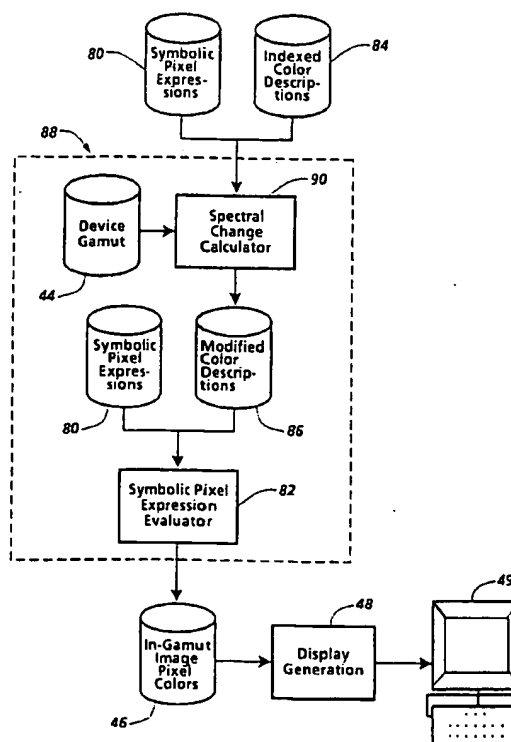 80
Symbolic
Pixel
Expres-
sions
Indexed
Color
Descrip-
tions
84
88
90
Device
Gamut
44
Spectral
Change
Calculator
Symbolic
Pixel
Expres-
sions
80
Modified
Color
Descrip-
tions
86
Symbolic Pixel
Expression
Evaluator
82
In-Gamut
Image
Pixel
Colors
46
Display
Generation
48
49